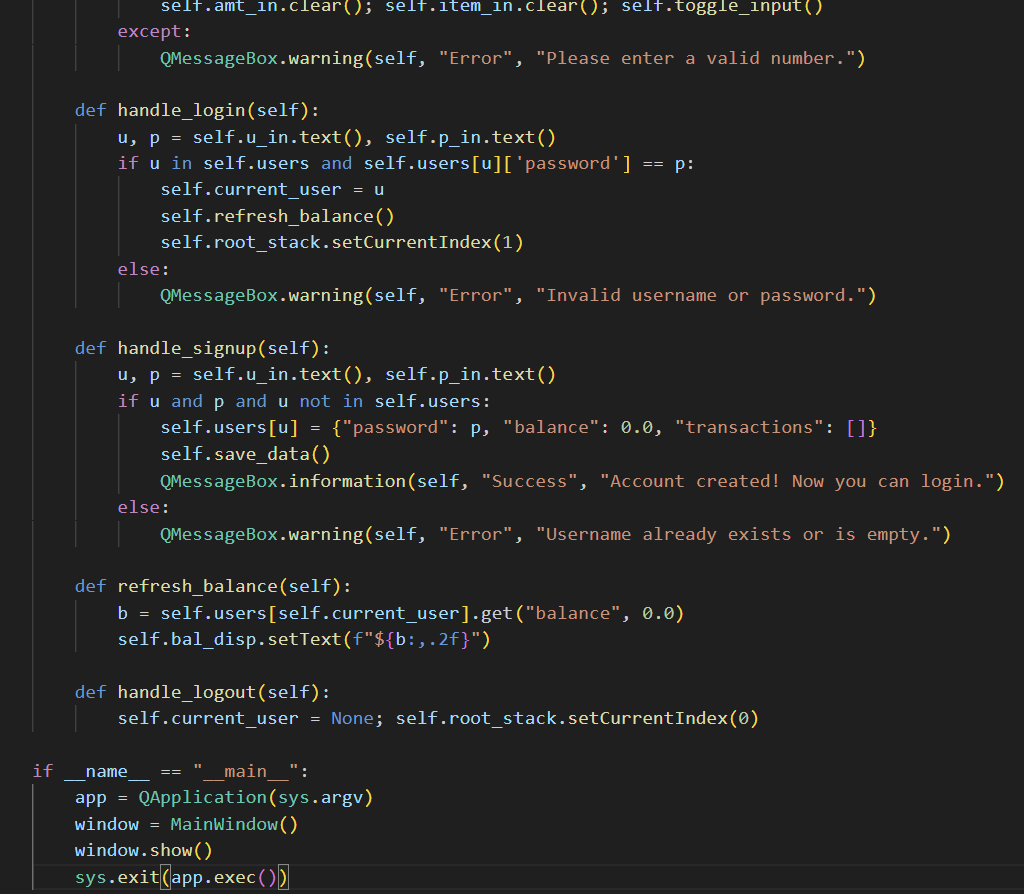 self.amt_in.clear(); self.item_in.clear(); self.toggle_input()
except:
QMessageBox.warning(self, "Error", "Please enter a valid number.")
def handle_login(self):
u, p = self.u_in.text(), self.p_in.text()
if u in self.users and self.users[u]['password'] == p:
self.current_user = u
self.refresh_balance()
self.root_stack.setCurrentIndex(1)
else:
QMessageBox.warning(self, "Error", "Invalid username or password.")
def handle_signup(self):
u, p = self.u_in.text(), self.p_in.text()
if u and p and u not in self.users:
self.users[u] = {"password": p, "balance": 0.0, "transactions": []}
self.save_data()
QMessageBox.information(self, "Success", "Account created! Now you can login.")
else:
QMessageBox.warning(self, "Error", "Username already exists or is empty.")
def refresh_balance(self):
b = self.users[self.current_user].get("balance", 0.0)
self.bal_disp.setText(f"${b:,.2f}")
def handle_logout(self):
self.current_user = None; self.root_stack.setCurrentIndex(0)
if __name__ == "__main__":
app = QApplication(sys.argv)
window = MainWindow()
window.show()
sys.exit(app.exec())